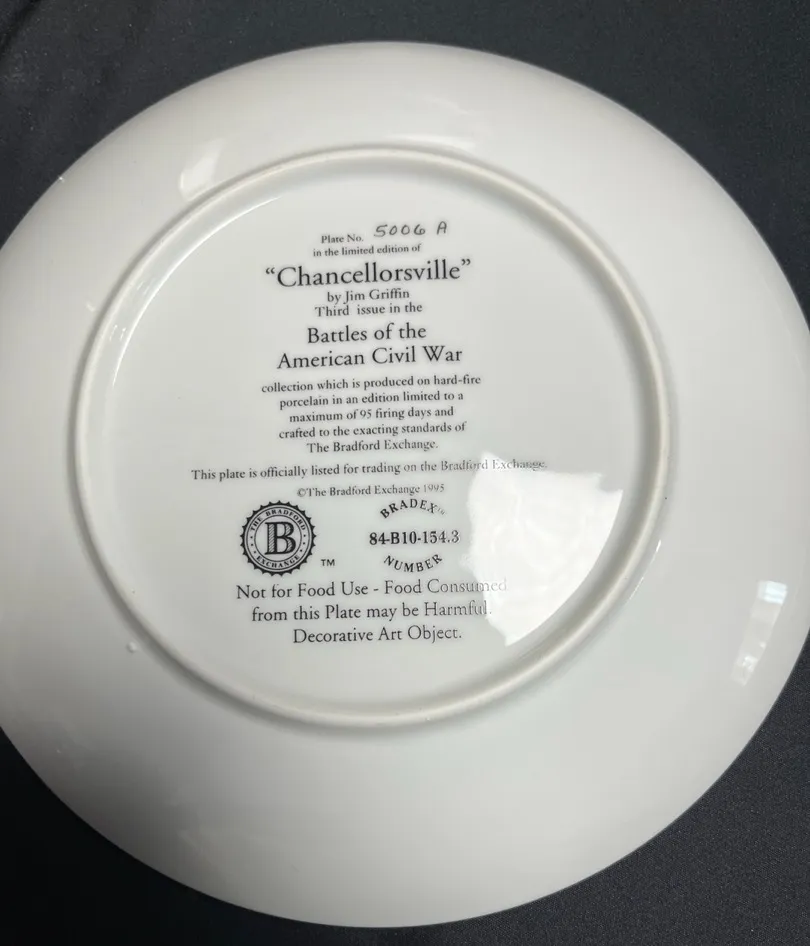 Plate No. 5006 A
in the limited edition of
“Chancellorsville”
by Jim Griffin
Third issue in the
Battles of the
American Civil War
collection which is produced on hard-fire
porcelain in an edition limited to a
maximum of 95 firing days and
crafted to the exacting standards of
The Bradford Exchange.
This plate is officially listed for trading on the Bradford Exchange.
©The Bradford Exchange 1995
THE BRADFORD
B
EXCHANGE
TM
BRADEX™
84-B10-154.3
NUMBER
Not for Food Use - Food Consumed
from this Plate may be Harmful.
Decorative Art Object.